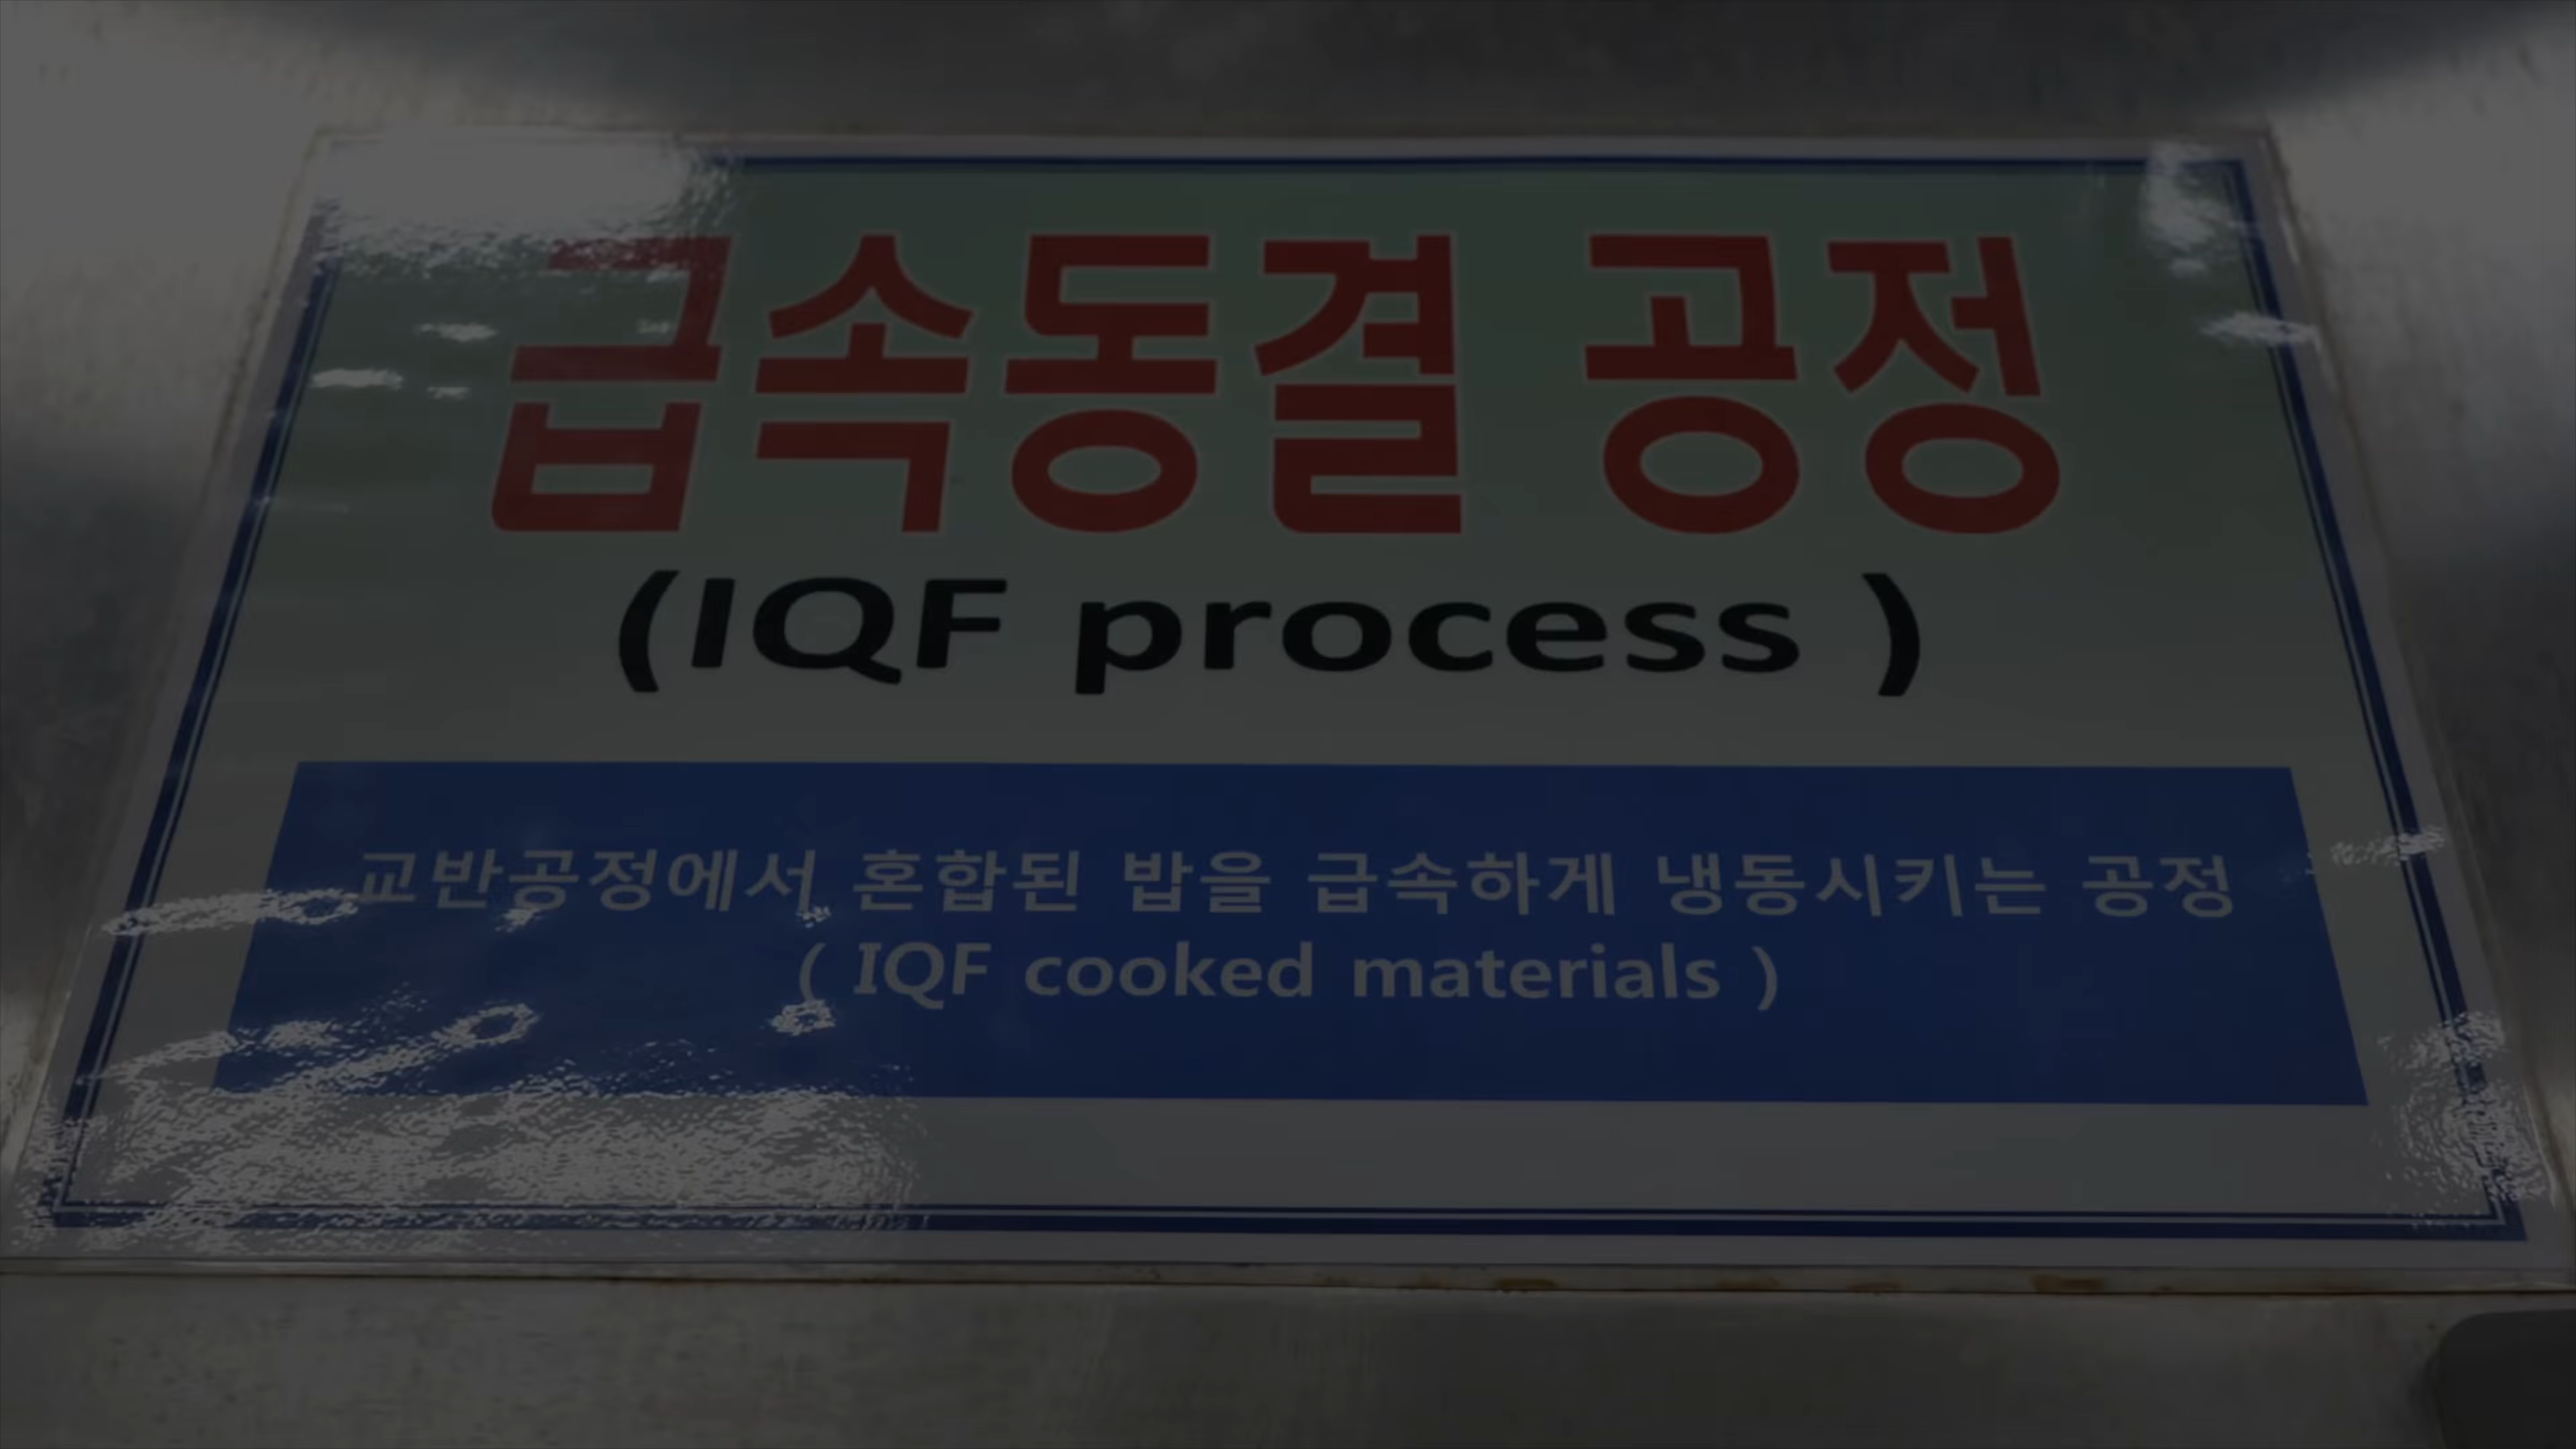 급속동결 공정
(IQF process )
교반공정에서 혼합된 밥을 급속하게 냉동시키는 공정
( IQF cooked materials )